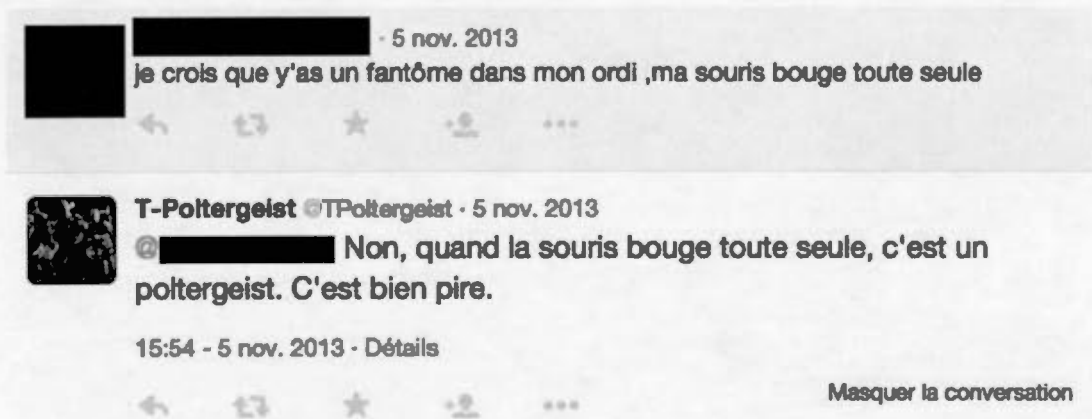 · 5 nov. 2013
je crois que y'as un fantôme dans mon ordi ,ma souris bouge toute seule
T-Poltergeist @TPoltergeist · 5 nov. 2013
@ Non, quand la souris bouge toute seule, c'est un
poltergeist. C'est bien pire.
15:54 - 5 nov. 2013 · Détails
Masquer la conversation